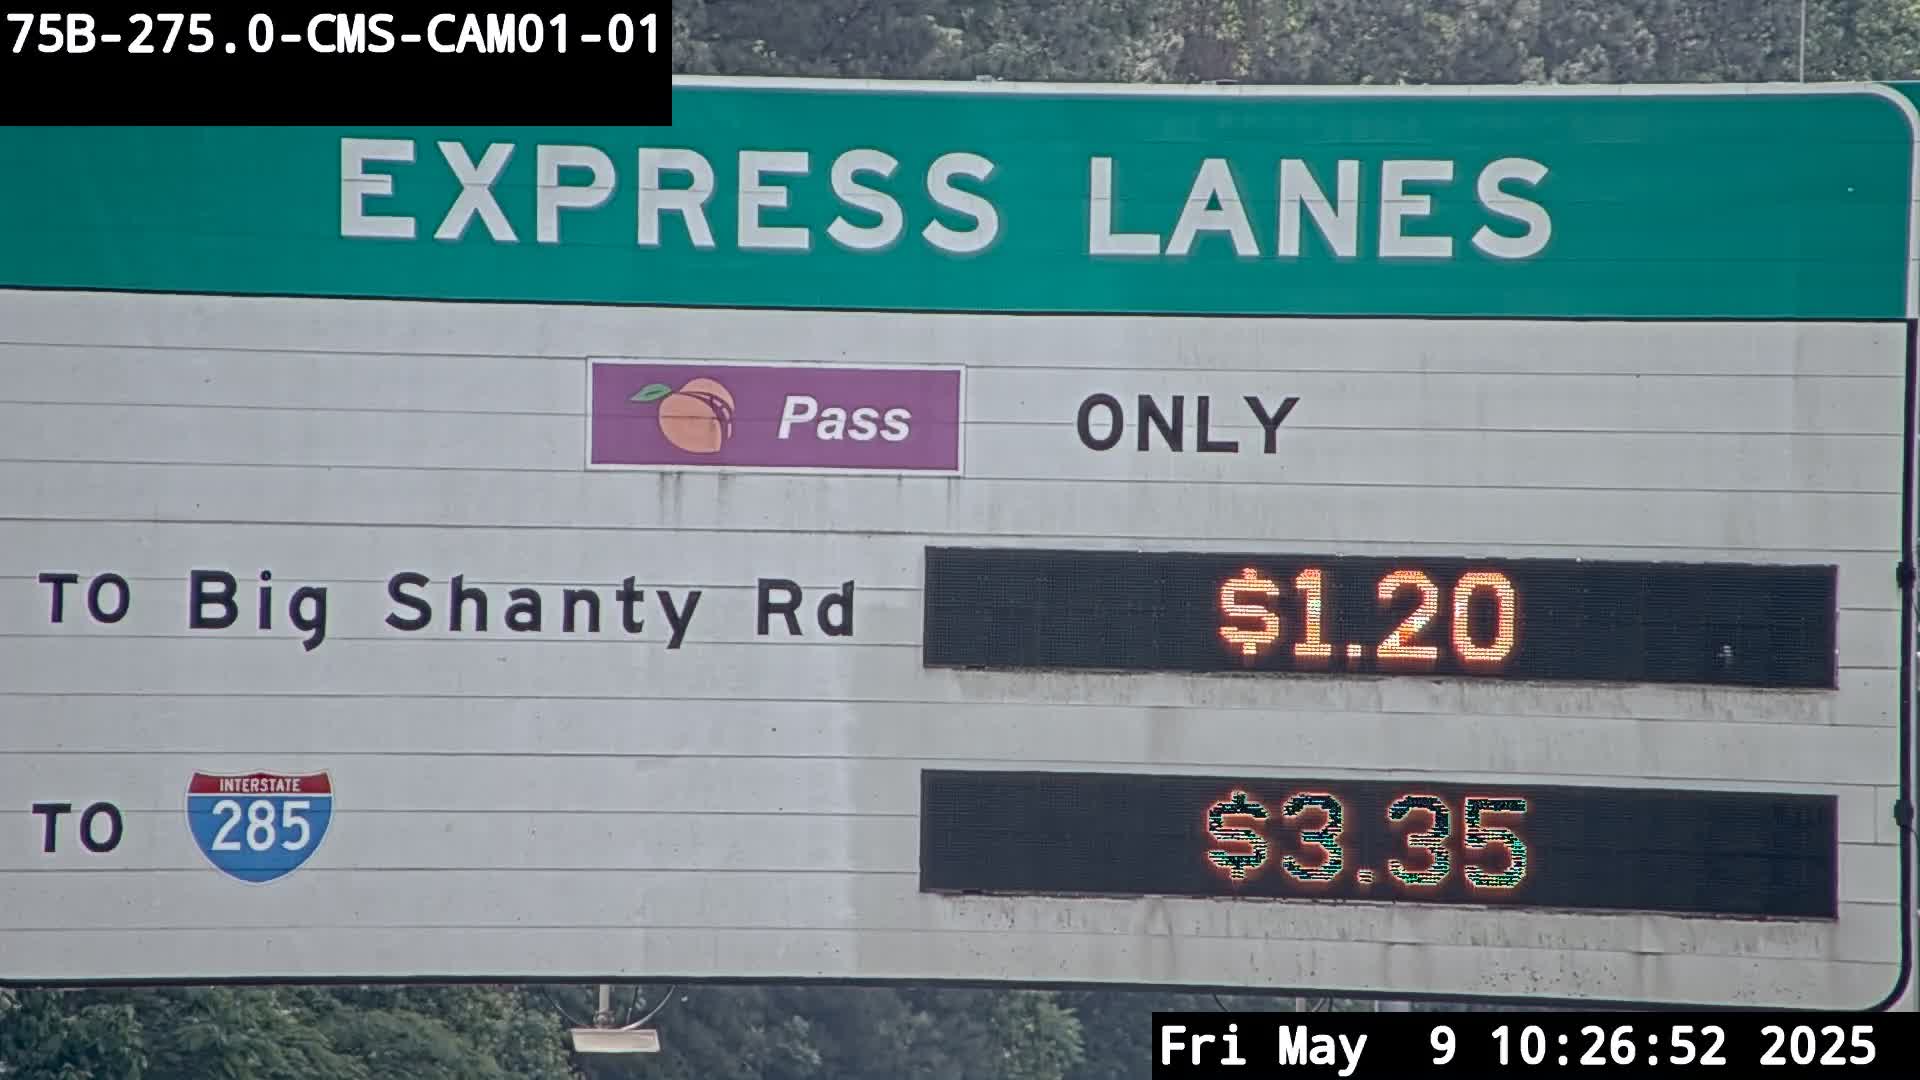 75B-275.0-CMS-CAM01-01
EXPRESS LANES
Pass ONLY
TO Big Shanty Rd $1.20
INTERSTATE
TO 285 $3.35
Fri May 9 10:26:52 2025